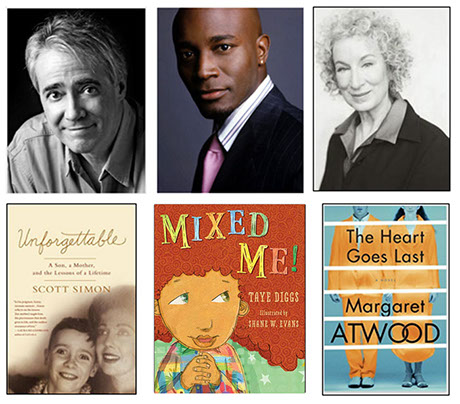 Unforgettable
A Son, a Mother,
and the Lessons of a Lifetime
SCOTT SIMON
MIXED
ME!
TAYE DIGGS
Illustrated by
SHANE W. EVANS
The Heart
Goes Last
A NOVEL
Margaret
ATWOOD